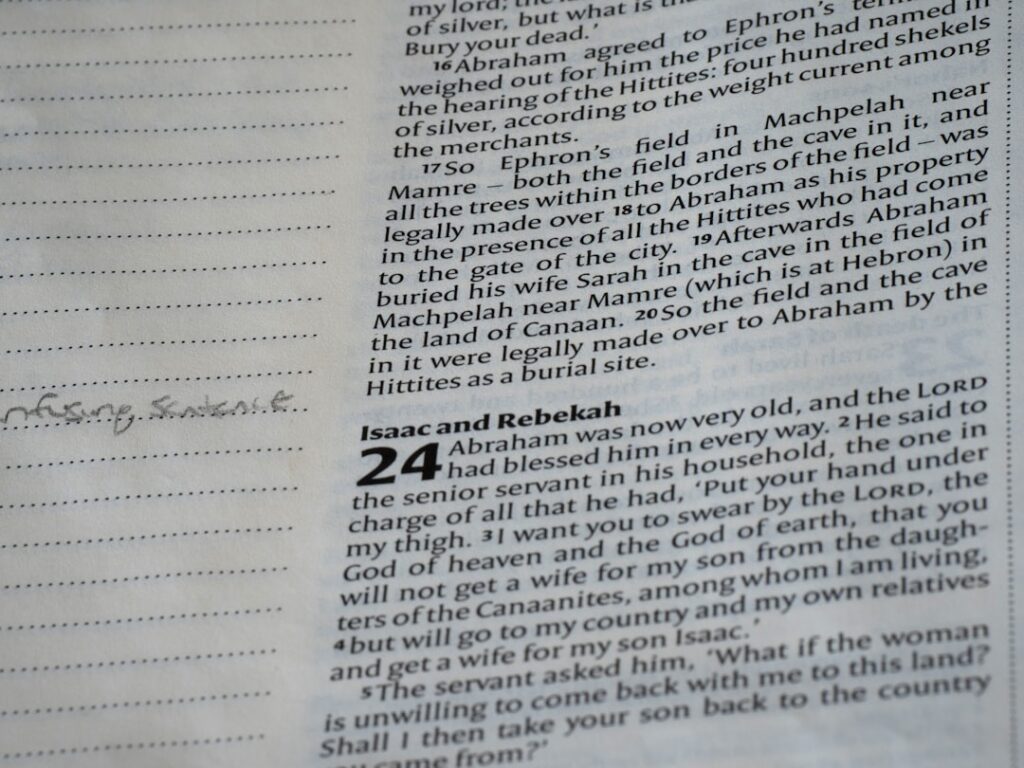 my lord; the
of silver, but what is
Bury your dead.'
16Abraham agreed to Ephron's
weighed out for him the price he had named in
the hearing of the Hittites: four hundred shekels
of silver, according to the weight current among
the merchants.
17So Ephron's field in Machpelah near
Mamre – both the field and the cave in it, and
all the trees within the borders of the field – was
legally made over 18to Abraham as his property
in the presence of all the Hittites who had come
to the gate of the city. 19Afterwards Abraham
buried his wife Sarah in the cave in the field of
Machpelah near Mamre (which is at Hebron) in
the land of Canaan. 20So the field and the cave
in it were legally made over to Abraham by the
Hittites as a burial site.
nfusing sentence
Isaac and Rebekah
24 Abraham was now very old, and the LORD
had blessed him in every way. 2He said to
the senior servant in his household, the one in
charge of all that he had, 'Put your hand under
my thigh. 3I want you to swear by the LORD, the
God of heaven and the God of earth, that you
will not get a wife for my son from the daugh-
ters of the Canaanites, among whom I am living,
4but will go to my country and my own relatives
and get a wife for my son Isaac.'
5The servant asked him, 'What if the woman
is unwilling to come back with me to this land?
Shall I then take your son back to the country
you came from?'